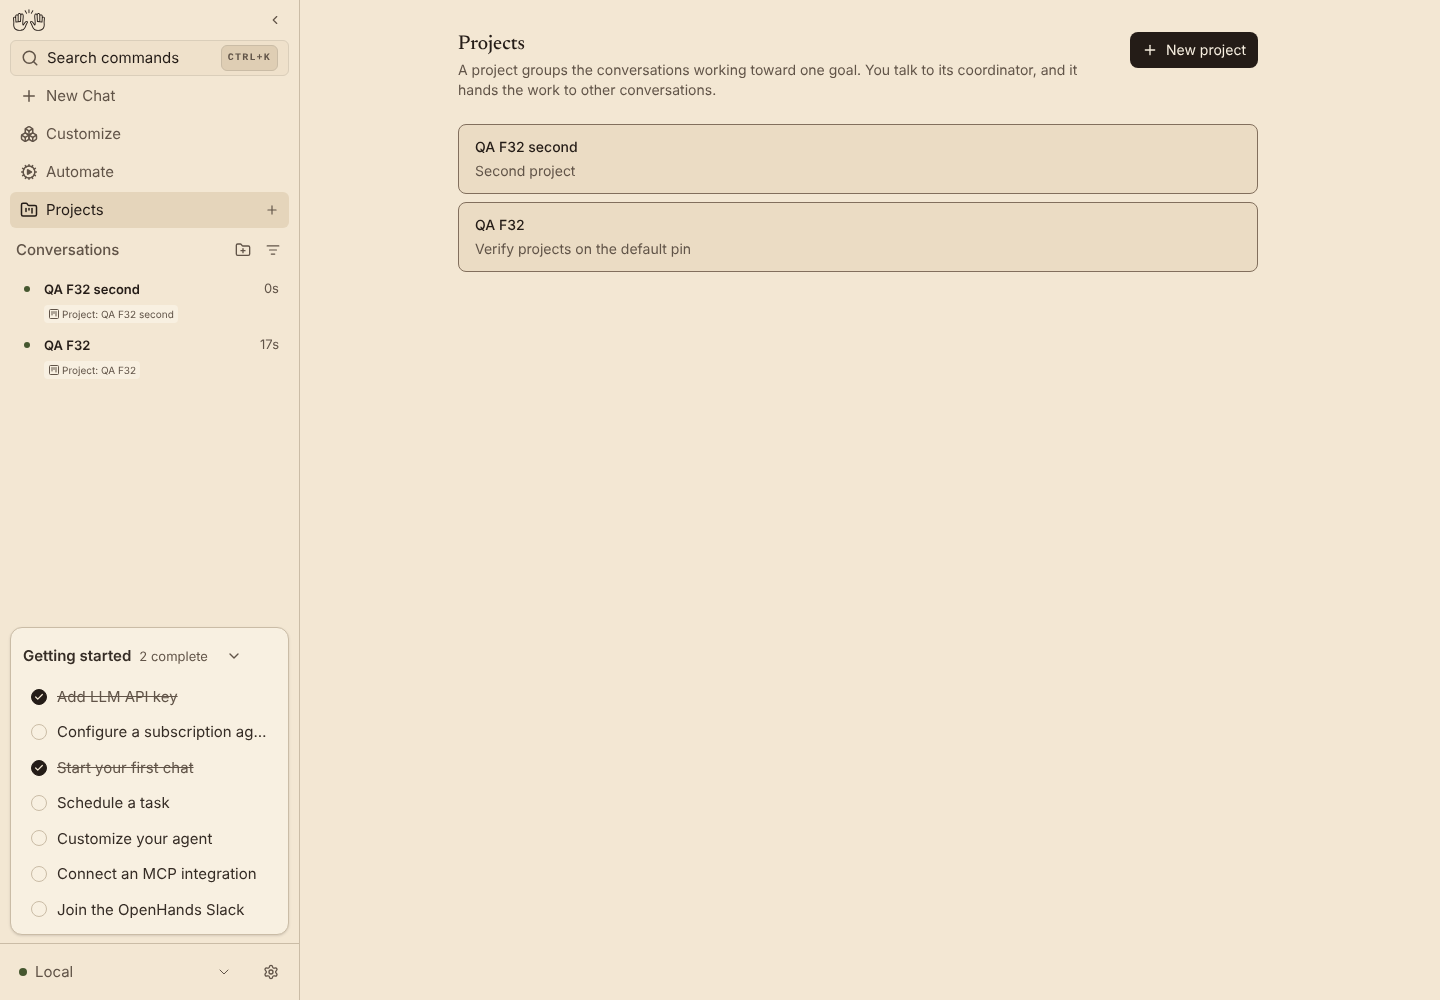 Search commands
CTRL+K
New Chat
Customize
Automate
Projects
Conversations
QA F32 second
0s
Project: QA F32 second
QA F32
17s
Project: QA F32
Getting started 2 complete
Add LLM API key
Configure a subscription ag...
Start your first chat
Schedule a task
Customize your agent
Connect an MCP integration
Join the OpenHands Slack
Local
Projects
A project groups the conversations working toward one goal. You talk to its coordinator, and it
hands the work to other conversations.
New project
QA F32 second
Second project
QA F32
Verify projects on the default pin